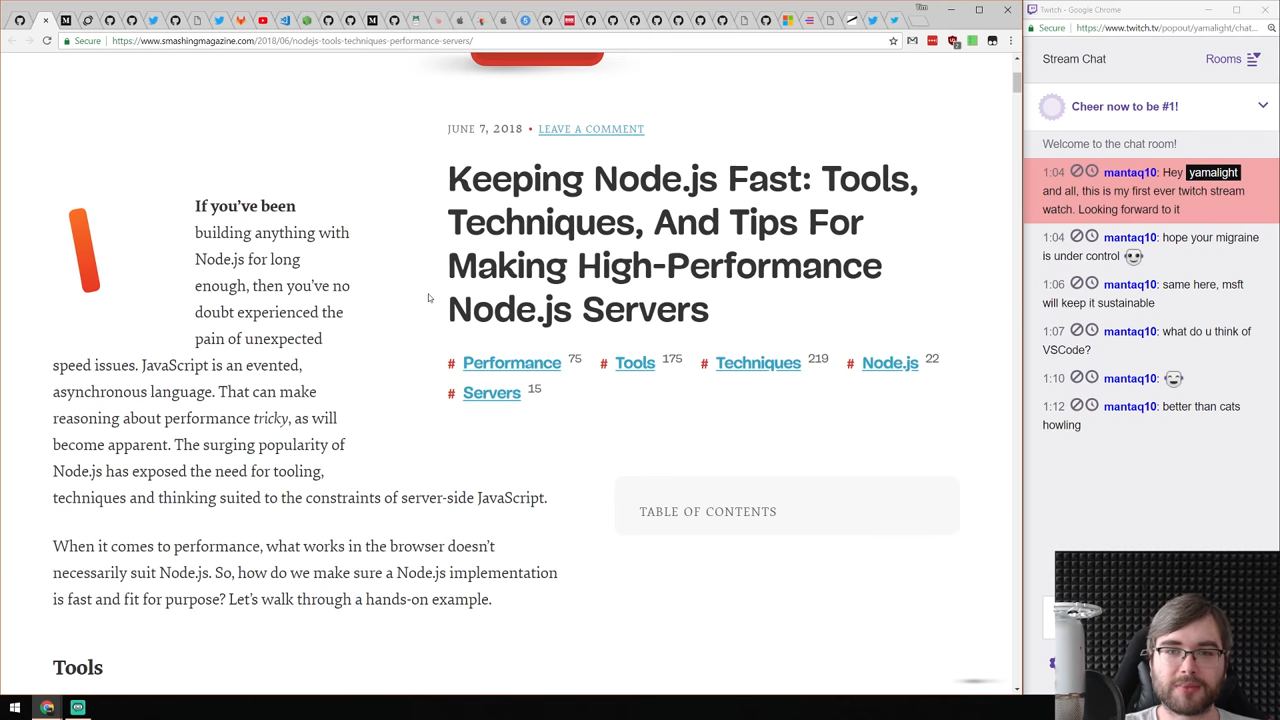 Tim
Twitch - Google Chrome
Secure
https://www.smashingmagazine.com/2018/06/nodejs-tools-techniques-performance-servers/
Secure
https://www.twitch.tv/popout/yamalight/chat...
JUNE 7, 2018 • LEAVE A COMMENT
Keeping Node.js Fast: Tools,
Techniques, And Tips For
Making High-Performance
Node.js Servers
# Performance 75 # Tools 175 # Techniques 219 # Node.js 22
# Servers 15
If you've been
building anything with
Node.js for long
enough, then you've no
doubt experienced the
pain of unexpected
speed issues. JavaScript is an evented,
asynchronous language. That can make
reasoning about performance tricky, as will
become apparent. The surging popularity of
Node.js has exposed the need for tooling,
techniques and thinking suited to the constraints of server-side JavaScript.
TABLE OF CONTENTS
When it comes to performance, what works in the browser doesn't
necessarily suit Node.js. So, how do we make sure a Node.js implementation
is fast and fit for purpose? Let's walk through a hands-on example.
Tools
Stream Chat
Rooms
Cheer now to be #1!
Welcome to the chat room!
1:04 mantaq10: Hey yamalight
and all, this is my first ever twitch stream
watch. Looking forward to it
1:04 mantaq10: hope your migraine
is under control
1:06 mantaq10: same here, msft
will keep it sustainable
1:07 mantaq10: what do u think of
VSCode?
1:10 mantaq10:
1:12 mantaq10: better than cats
howling